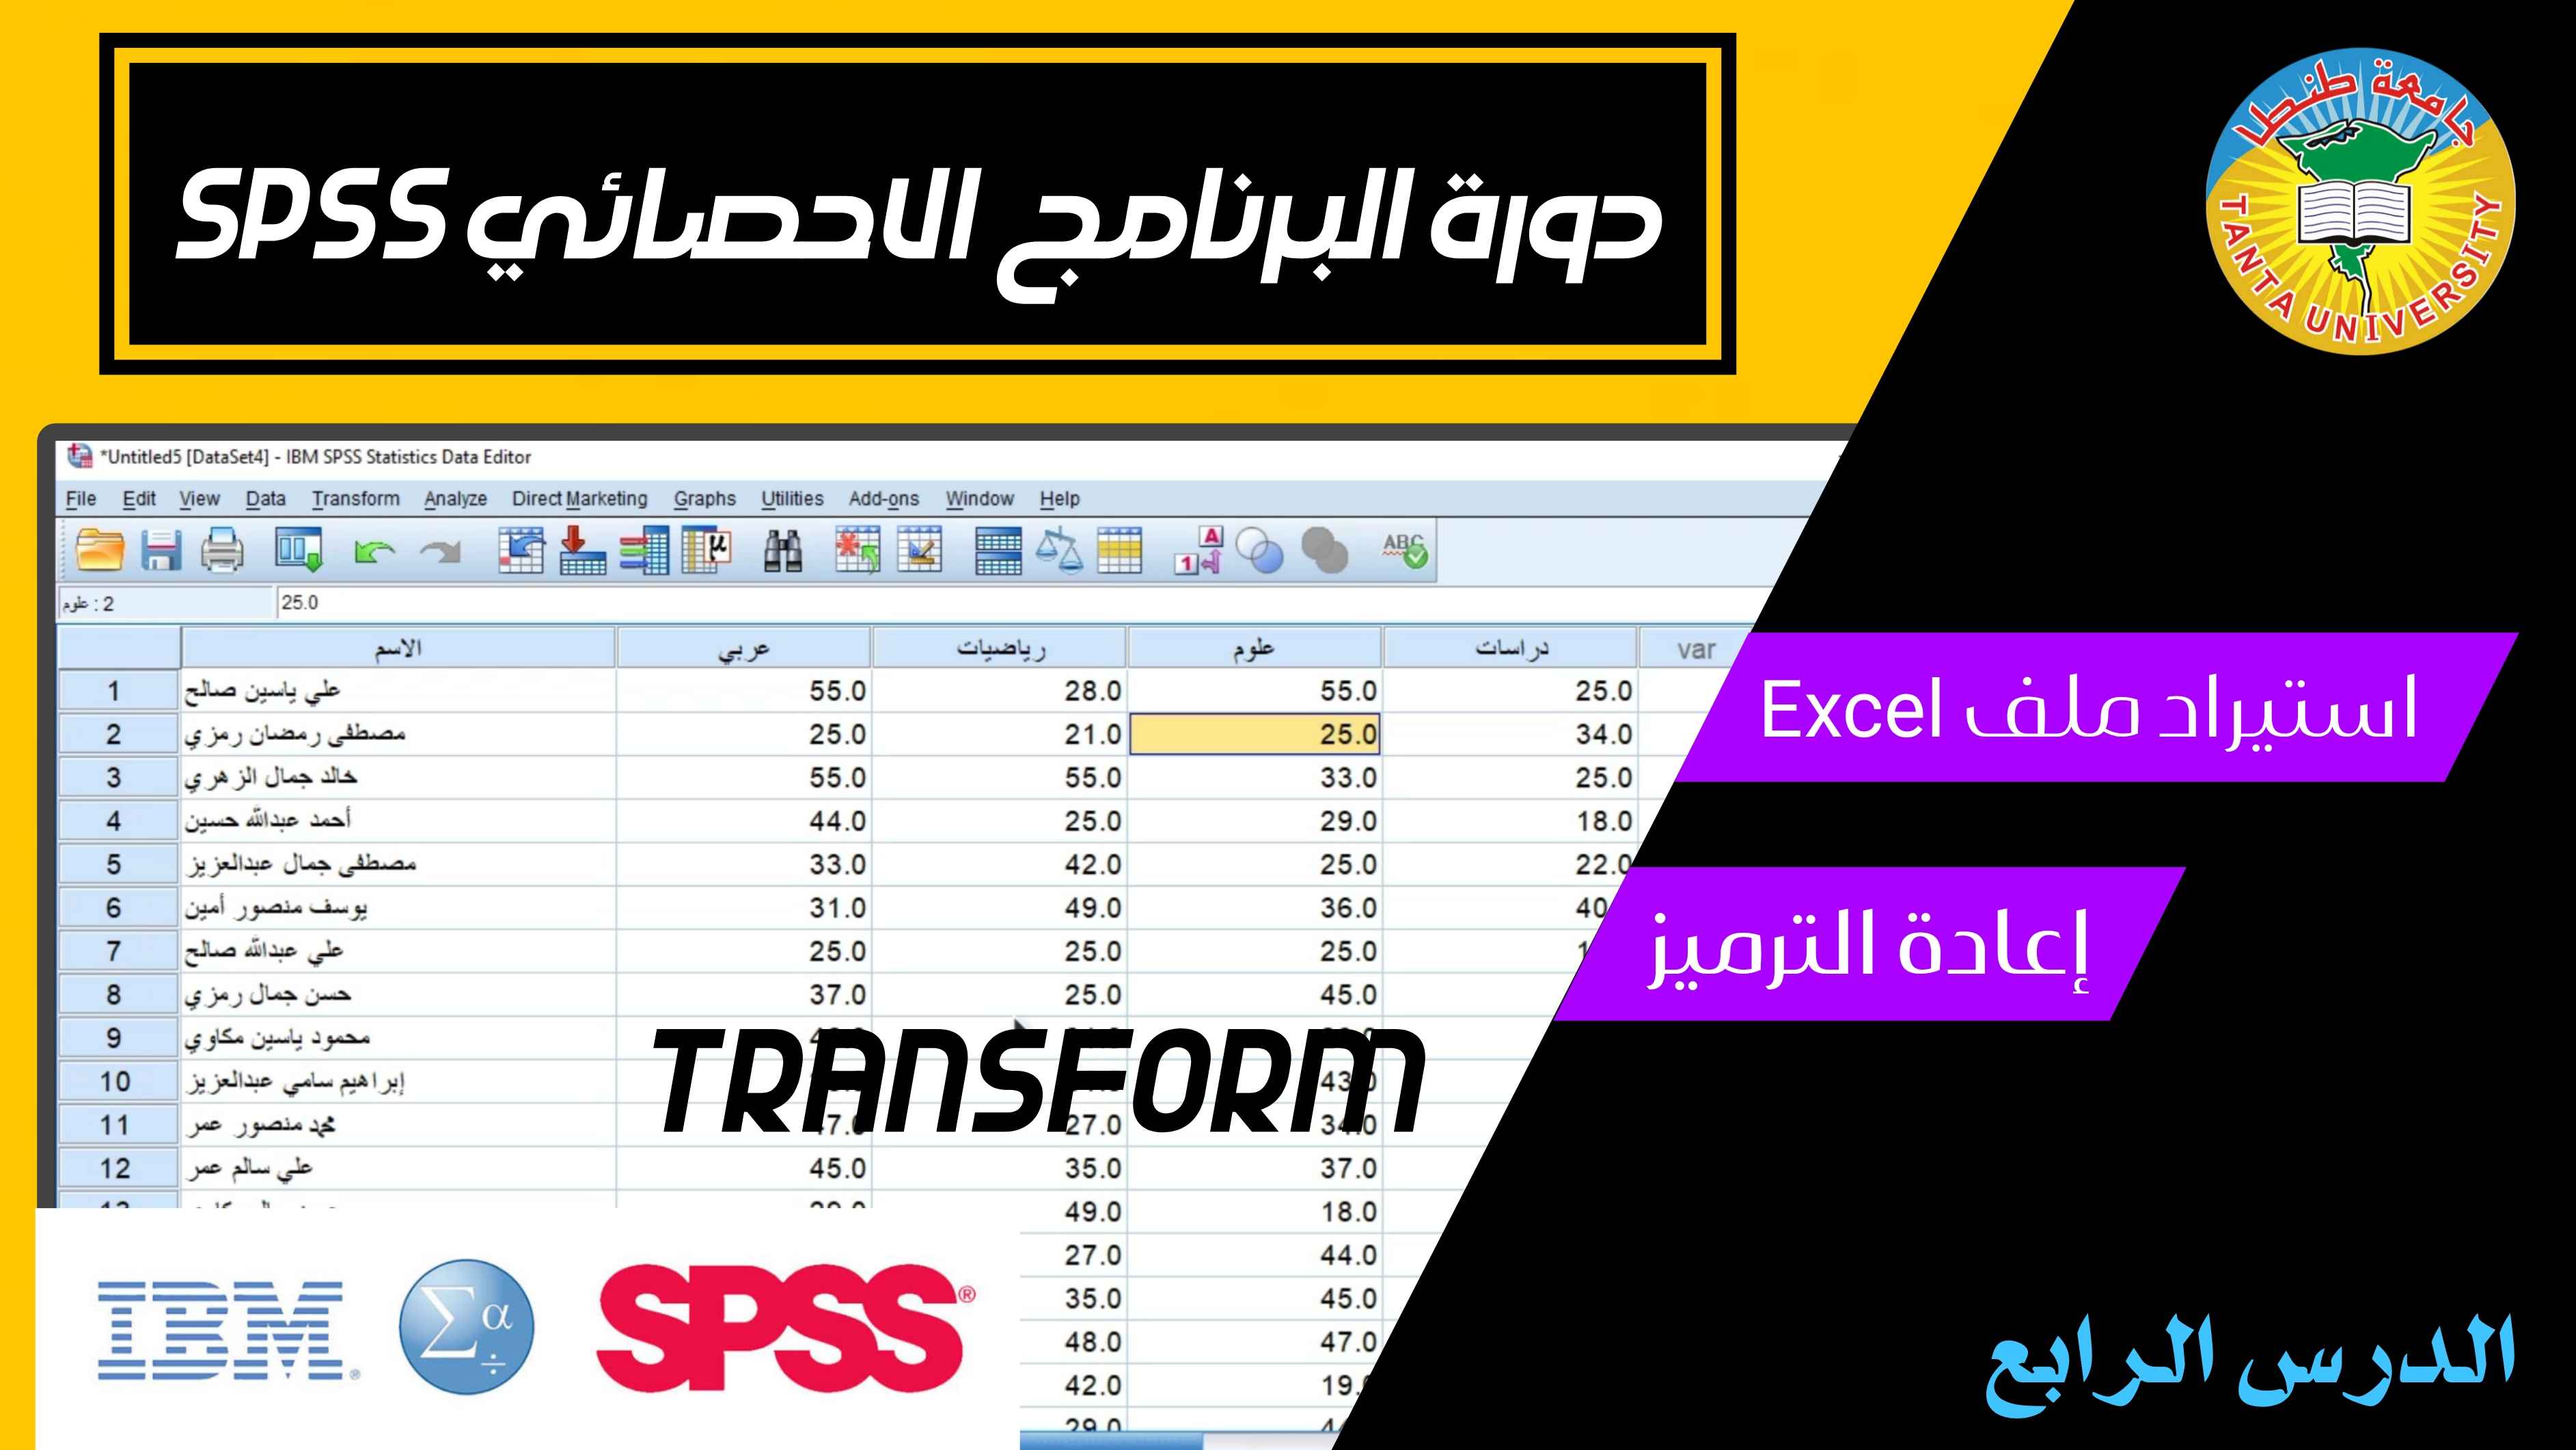 دورة البرنامج الاحصائي SPSS
جامعة طنطا
TANTA UNIVERSITY
*Untitled5 [DataSet4] - IBM SPSS Statistics Data Editor
File Edit View Data Transform Analyze Direct Marketing Graphs Utilities Add-ons Window Help
2 : علوم 25.0
الاسم عربي رياضيات علوم دراسات var
1 علي ياسين صالح 55.0 28.0 55.0 25.0
2 مصطفى رمضان رمزي 25.0 21.0 25.0 34.0
3 خالد جمال الزهري 55.0 55.0 33.0 25.0
4 أحمد عبدالله حسين 44.0 25.0 29.0 18.0
5 مصطفى جمال عبدالعزيز 33.0 42.0 25.0 22.0
6 يوسف منصور أمين 31.0 49.0 36.0 40
7 علي عبدالله صالح 25.0 25.0 25.0
8 حسن جمال رمزي 37.0 25.0 45.0
9 محمود ياسين مكاوي
10 إبراهيم سامي عبدالعزيز
11 محمد منصور عمر 27.0
12 علي سالم عمر 45.0 35.0 37.0
49.0 18.0
27.0 44.0
35.0 45.0
48.0 47.0
42.0 19.
29.0
TRANSFORM
استيراد ملف Excel
إعادة الترميز
IBM ® Σ α ÷ SPSS ®
الدرس الرابع